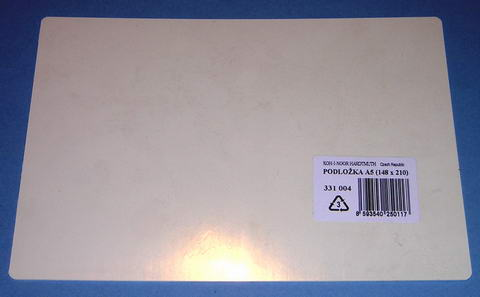 KOH-I-NOOR HARDTMUTH Czech Republic
PODLOŽKA A5 (148 x 210)
331 004
3
8 593540 250117